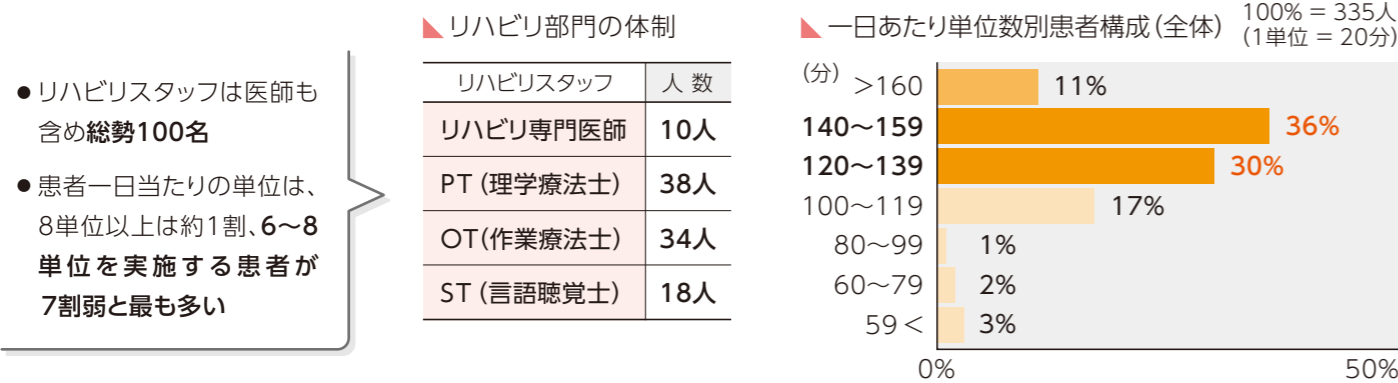 ●リハビリスタッフは医師も
含め総勢100名
●患者一日当たりの単位は、
8単位以上は約1割、6〜8
単位を実施する患者が
7割弱と最も多い
リハビリ部門の体制
リハビリスタッフ 人数
リハビリ専門医師 10人
PT（理学療法士） 38人
OT（作業療法士） 34人
ST（言語聴覚士） 18人
一日あたり単位数別患者構成（全体）
100% = 335人
(1単位 = 20分)
（分）
>160 11%
140〜159 36%
120〜139 30%
100〜119 17%
80〜99 1%
60〜79 2%
59< 3%
0% 50%